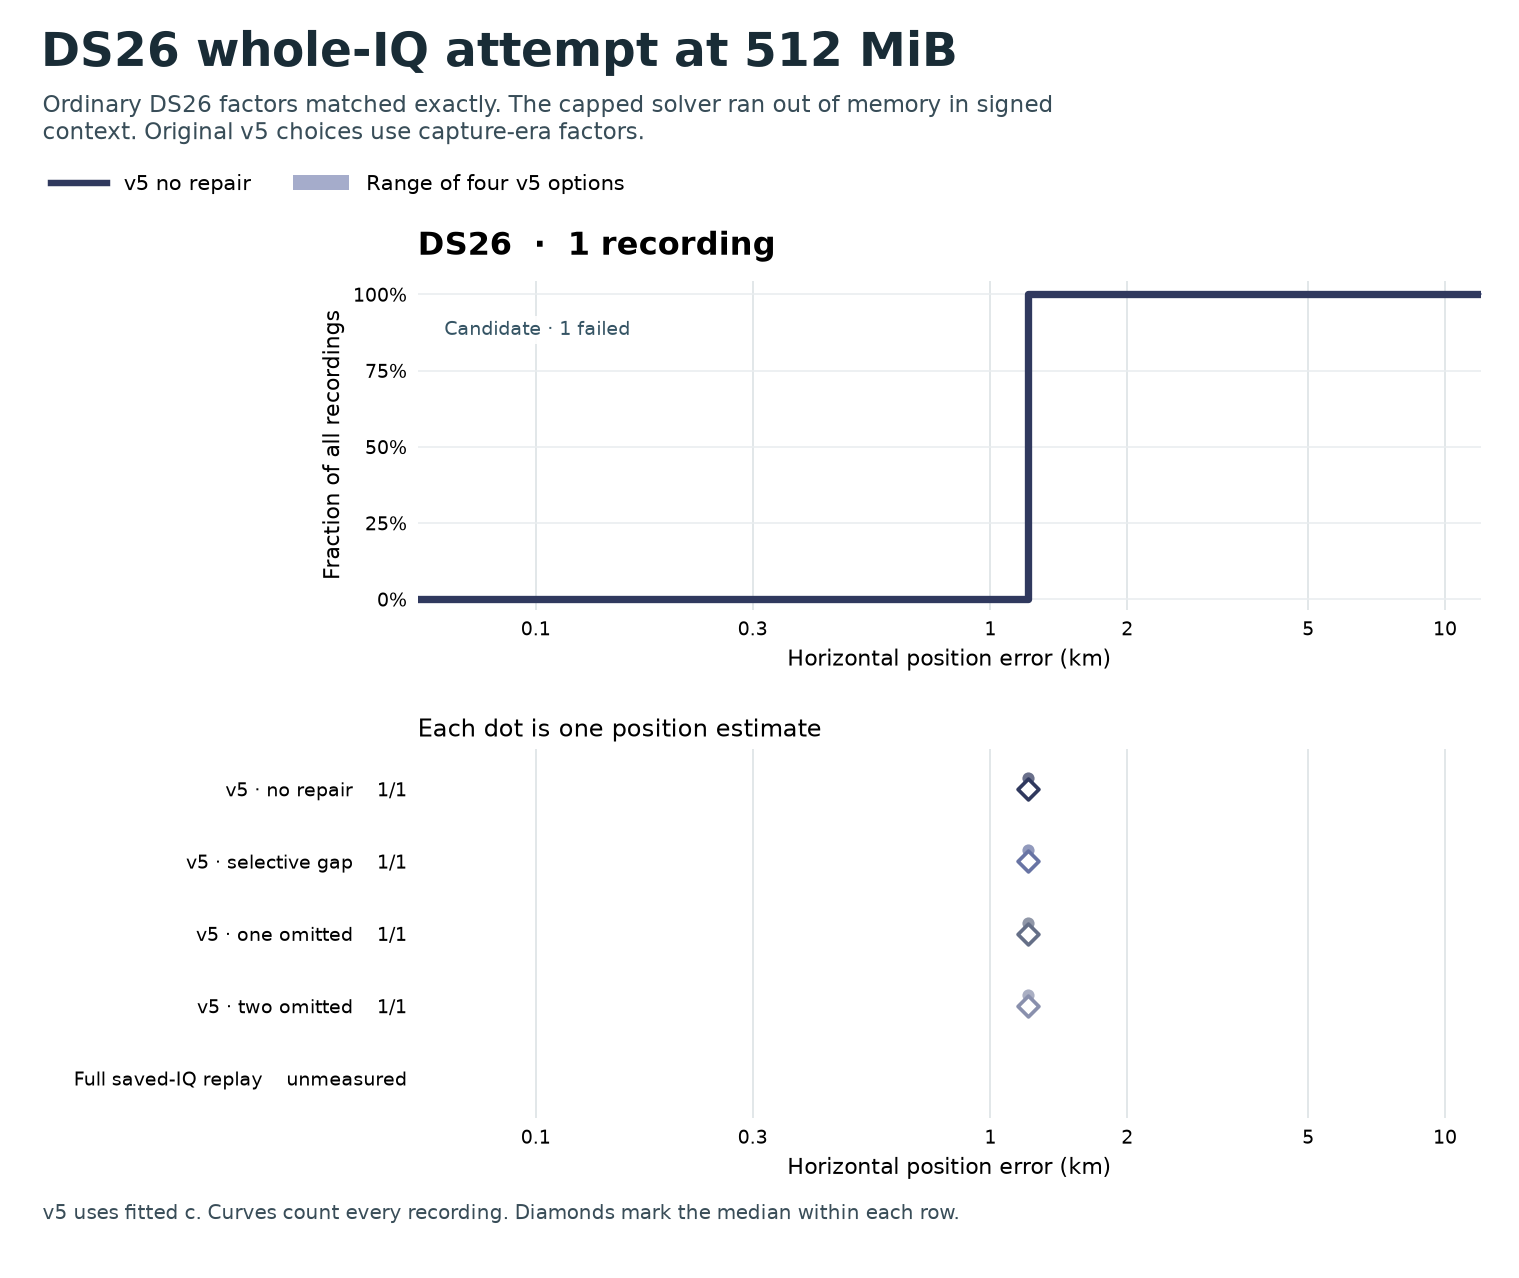 DS26 whole-IQ attempt at 512 MiB
Ordinary DS26 factors matched exactly. The capped solver ran out of memory in signed
context. Original v5 choices use capture-era factors.
v5 no repair
Range of four v5 options
DS26 · 1 recording
100%
Candidate · 1 failed
75%
50%
25%
0%
Fraction of all recordings
0.1
0.3
1
2
5
10
Horizontal position error (km)
Each dot is one position estimate
v5 · no repair 1/1
v5 · selective gap 1/1
v5 · one omitted 1/1
v5 · two omitted 1/1
Full saved-IQ replay unmeasured
0.1
0.3
1
2
5
10
Horizontal position error (km)
v5 uses fitted c. Curves count every recording. Diamonds mark the median within each row.